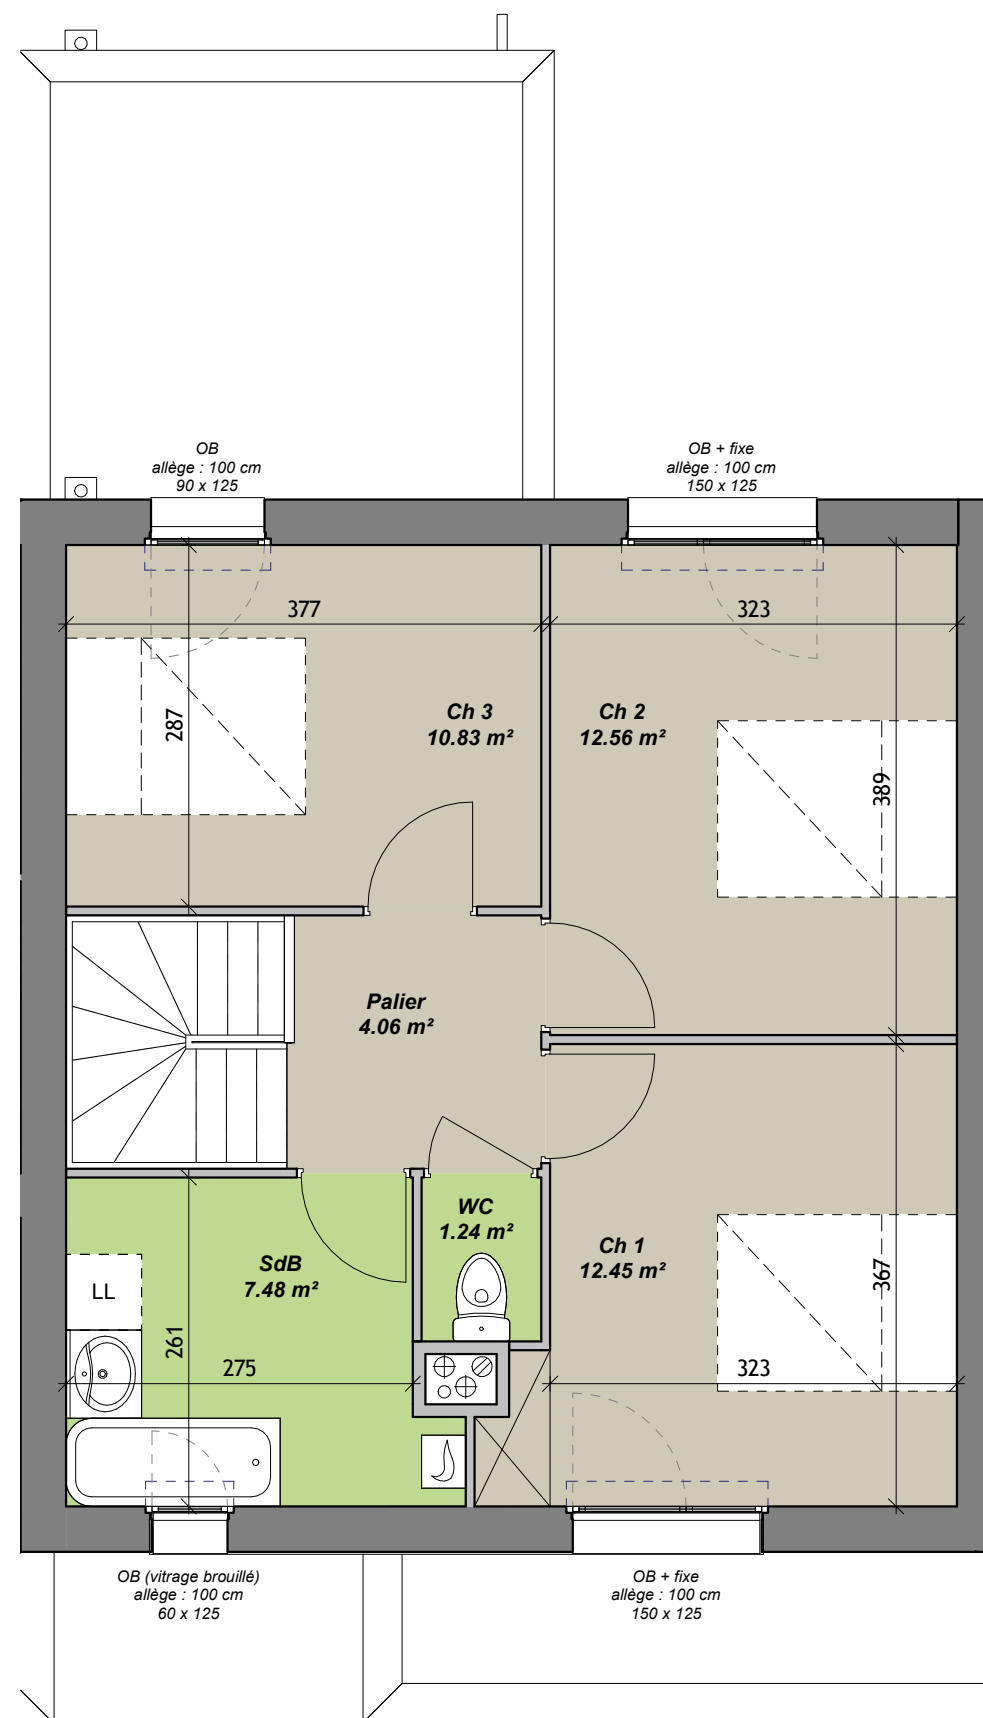 OB
allège : 100 cm
90 x 125
OB + fixe
allège : 100 cm
150 x 125
377
323
287
Ch 3
10.83 m²
Ch 2
12.56 m²
389
Palier
4.06 m²
WC
1.24 m²
SdB
7.48 m²
Ch 1
12.45 m²
LL
367
261
275
323
OB (vitrage brouillé)
allège : 100 cm
60 x 125
OB + fixe
allège : 100 cm
150 x 125